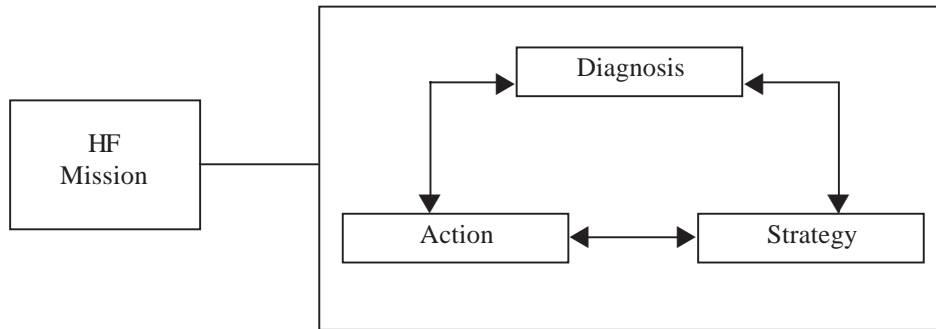 HF
Mission
Diagnosis
Action
Strategy